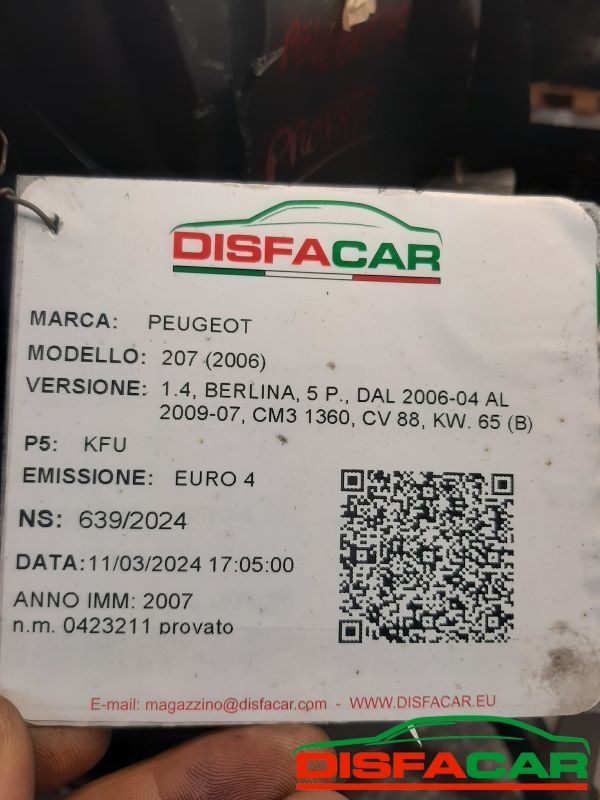 PEUGEOT
PROVATO
DISFACAR
MARCA: PEUGEOT
MODELLO: 207 (2006)
VERSIONE: 1.4, BERLINA, 5 P., DAL 2006-04 AL
2009-07, CM3 1360, CV 88, KW. 65 (B)
P5: KFU
EMISSIONE: EURO 4
NS: 639/2024
DATA:11/03/2024 17:05:00
ANNO IMM: 2007
n.m. 0423211 provato
E-mail: magazzino@disfacar.com - WWW.DISFACAR.EU
DISFACAR